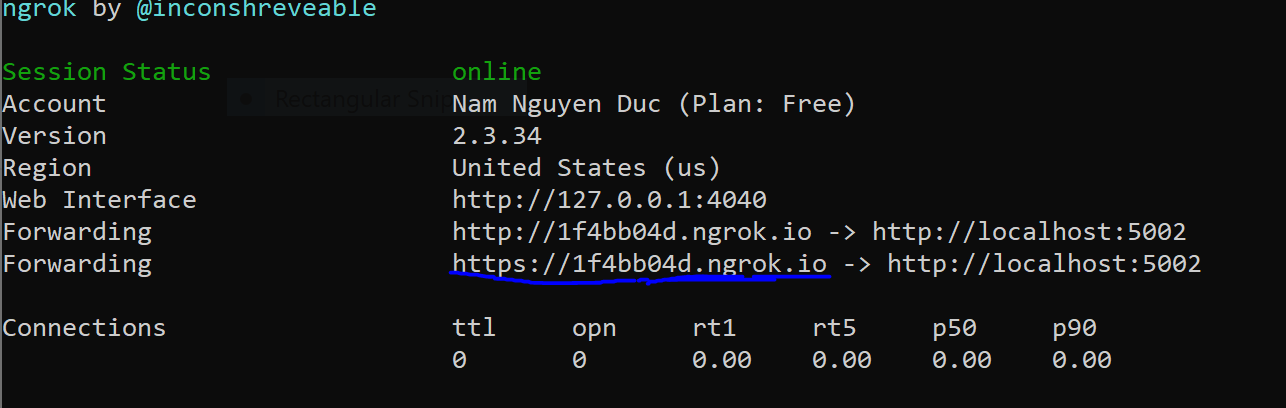 ngrok by @inconshreveable
Session Status online
Rectangular Snip
Account Nam Nguyen Duc (Plan: Free)
Version 2.3.34
Region United States (us)
Web Interface http://127.0.0.1:4040
Forwarding http://1f4bb04d.ngrok.io -> http://localhost:5002
Forwarding https://1f4bb04d.ngrok.io -> http://localhost:5002
Connections ttl opn rt1 rt5 p50 p90
0 0 0.00 0.00 0.00 0.00